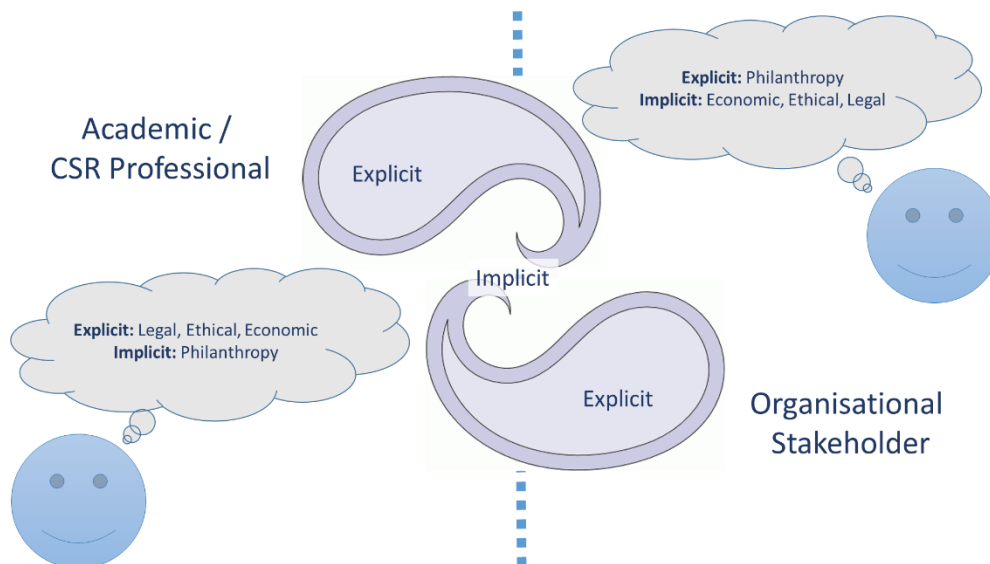 Explicit: Philanthropy
Implicit: Economic, Ethical, Legal
Academic /
CSR Professional
Explicit
Implicit
Explicit: Legal, Ethical, Economic
Implicit: Philanthropy
Explicit
Organisational
Stakeholder